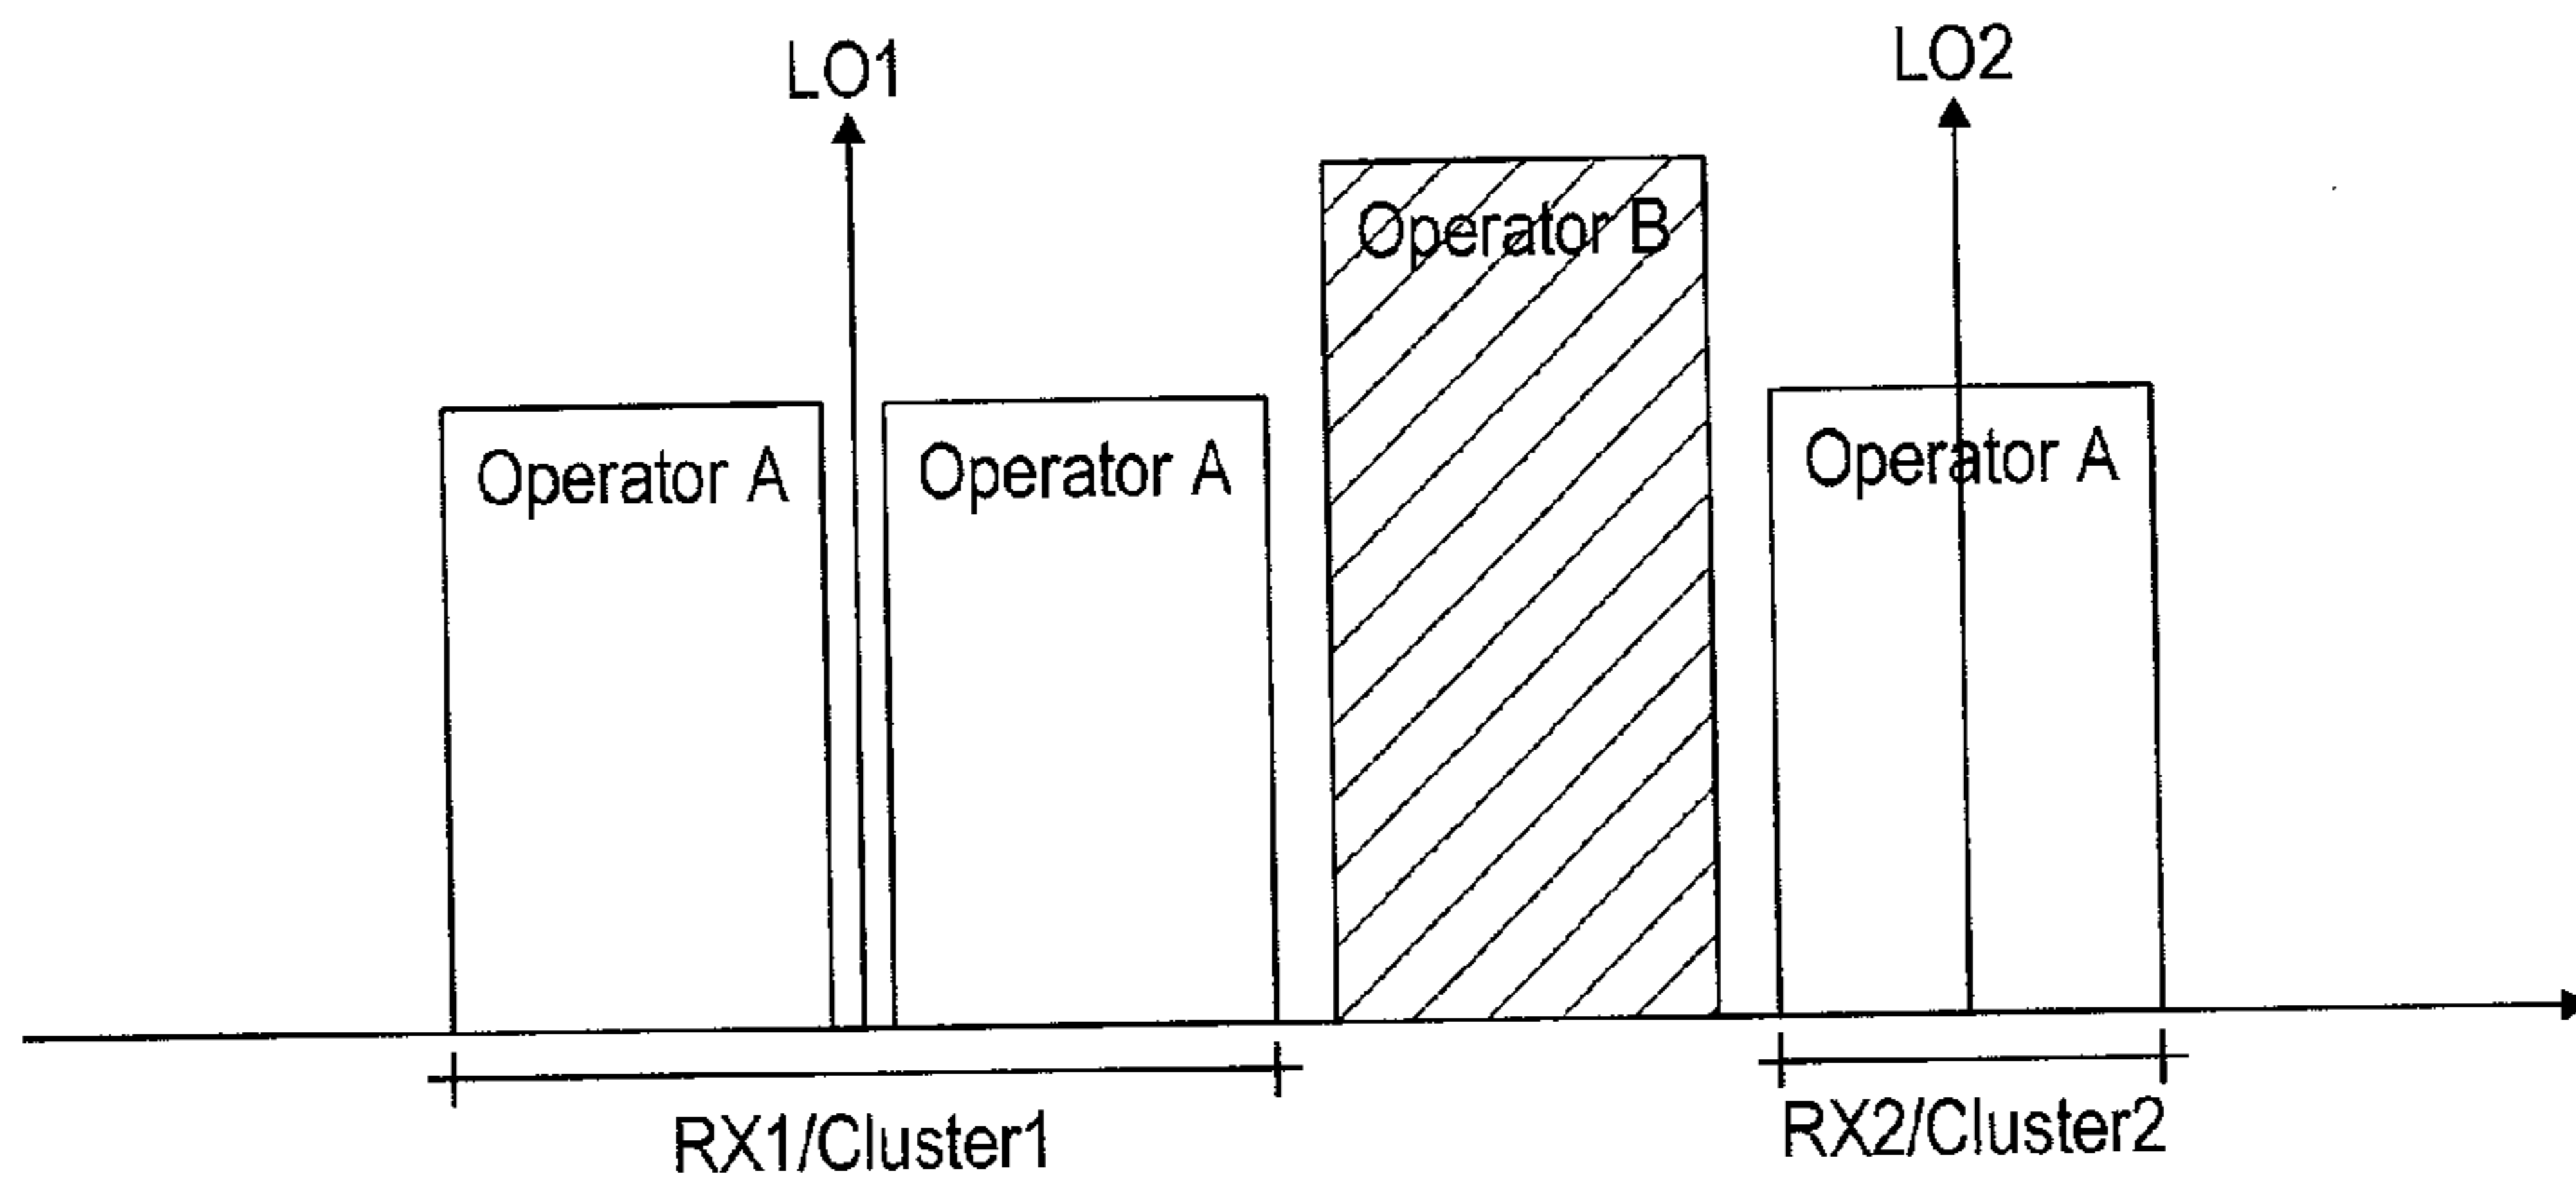 LO1
LO2
Operator B
Operator A
Operator A
Operator A
RX1/Cluster1
RX2/Cluster2